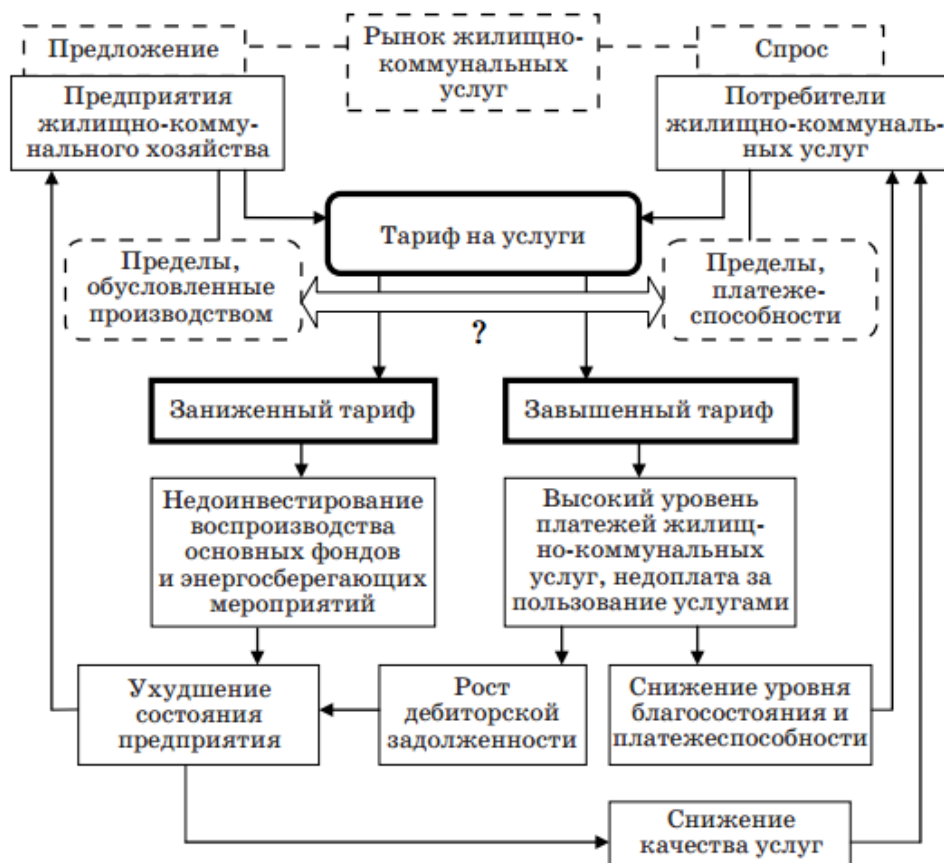 Предложение
Рынок жилищно-
коммунальных
услуг
Спрос
Предприятия
жилищно-комму-
нального хозяйства
Потребители
жилищно-коммуналь-
ных услуг
Тариф на услуги
Пределы,
обусловленные
производством
Пределы,
платеже-
способности
?
Заниженный тариф
Завышенный тариф
Недоинвестирование
воспроизводства
основных фондов
и энергосберегающих
мероприятий
Высокий уровень
платежей жилищ-
но-коммунальных
услуг, недоплата за
пользование услугами
Ухудшение
состояния
предприятия
Рост
дебиторской
задолженности
Снижение уровня
благосостояния и
платежеспособности
Снижение
качества услуг